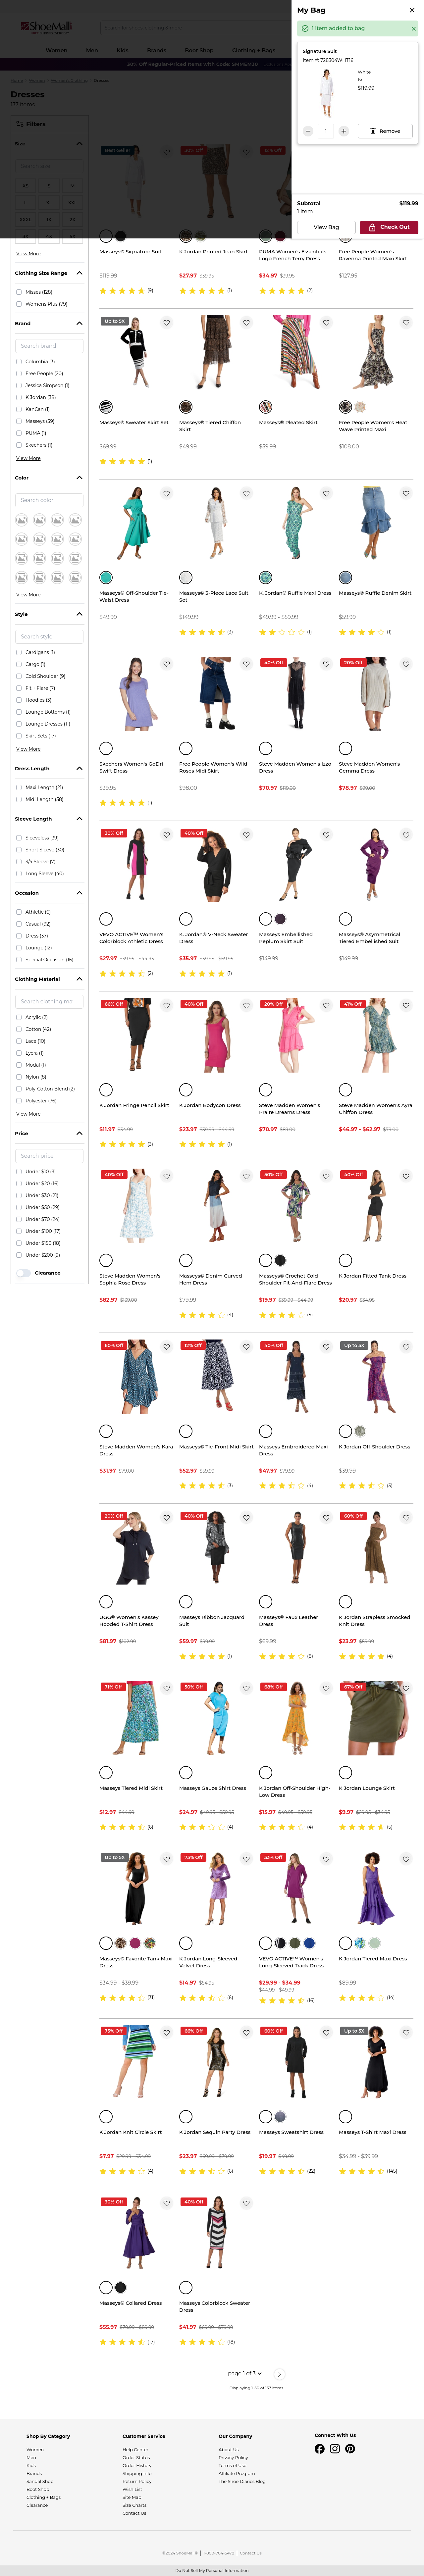 My Bag
1 item added to bag
Signature Suit
Item #: 728304WHT16
White
16
$119.99
1
Remove
Subtotal
$119.99
1 Item
View Bag
Check Out
ShoeMall
Women
Men
Kids
Brands
Boot Shop
Clothing + Bags
Dresses
137 Items
Filters
Size
View More
Clothing Size Range
Misses (128)
Womens Plus (79)
Brand
Search brand
Columbia (3)
Free People (20)
Jessica Simpson (1)
K Jordan (38)
KanCan (1)
Masseys (59)
PUMA (1)
Skechers (1)
View More
Color
Search color
View More
Style
Search style
Cardigans (1)
Cargo (1)
Cold Shoulder (9)
Fit + Flare (7)
Hoodies (3)
Lounge Bottoms (1)
Lounge Dresses (11)
Skirt Sets (17)
View More
Dress Length
Maxi Length (21)
Midi Length (58)
Sleeve Length
Sleeveless (39)
Short Sleeve (30)
3/4 Sleeve (7)
Long Sleeve (40)
Occasion
Athletic (6)
Casual (92)
Dress (37)
Lounge (12)
Special Occasion (16)
Clothing Material
Search clothing ma
Acrylic (2)
Cotton (42)
Lace (10)
Lycra (1)
Modal (1)
Nylon (8)
Poly-Cotton Blend (2)
Polyester (76)
View More
Price
Search price
Under $10 (3)
Under $20 (16)
Under $30 (21)
Under $50 (29)
Under $70 (24)
Under $100 (17)
Under $150 (18)
Under $200 (9)
Clearance
Masseys® Signature Suit
$119.99
(9)
K Jordan Printed Jean Skirt
$27.97 $39.95
(1)
PUMA Women's Essentials Logo French Terry Dress
$34.97 $39.95
(2)
Free People Women's Ravenna Printed Maxi Skirt
$127.95
Up to 5X
Masseys® Sweater Skirt Set
$69.99
(1)
Masseys® Tiered Chiffon Skirt
$49.99
Masseys® Pleated Skirt
$59.99
Free People Women's Heat Wave Printed Maxi
$108.00
Masseys® Off-Shoulder Tie-Waist Dress
$49.99
Masseys® 3-Piece Lace Suit Set
$149.99
(3)
K. Jordan® Ruffle Maxi Dress
$49.99 - $59.99
(1)
Masseys® Ruffle Denim Skirt
$59.99
(1)
Skechers Women's GoDri Swift Dress
$39.95
(1)
Free People Women's Wild Roses Midi Skirt
$98.00
40% Off
Steve Madden Women's Izzo Dress
$70.97 $119.00
20% Off
Steve Madden Women's Gemma Dress
$78.97 $99.00
30% Off
VEVO ACTIVE™ Women's Colorblock Athletic Dress
$27.97 $39.95 - $44.95
(2)
40% Off
K. Jordan® V-Neck Sweater Dress
$35.97 $59.95 - $69.95
(1)
Masseys Embellished Peplum Skirt Suit
$149.99
Masseys® Asymmetrical Tiered Embellished Suit
$149.99
66% Off
K Jordan Fringe Pencil Skirt
$11.97 $34.99
(3)
40% Off
K Jordan Bodycon Dress
$23.97 $39.99 - $44.99
(1)
20% Off
Steve Madden Women's Praire Dreams Dress
$70.97 $89.00
41% Off
Steve Madden Women's Ayra Chiffon Dress
$46.97 - $62.97 $79.00
40% Off
Steve Madden Women's Sophia Rose Dress
$82.97 $139.00
Masseys® Denim Curved Hem Dress
$79.99
(4)
50% Off
Masseys® Crochet Cold Shoulder Fit-And-Flare Dress
$19.97 $39.99 - $44.99
(5)
40% Off
K Jordan Fitted Tank Dress
$20.97 $34.95
60% Off
Steve Madden Women's Kara Dress
$31.97 $79.00
12% Off
Masseys® Tie-Front Midi Skirt
$52.97 $59.99
(3)
40% Off
Masseys Embroidered Maxi Dress
$47.97 $79.99
(4)
Up to 5X
K Jordan Off-Shoulder Dress
$39.99
(3)
20% Off
UGG® Women's Kassey Hooded T-Shirt Dress
$81.97 $102.99
40% Off
Masseys Ribbon Jacquard Suit
$59.97 $99.99
(1)
Masseys® Faux Leather Dress
$69.99
(8)
60% Off
K Jordan Strapless Smocked Knit Dress
$23.97 $59.99
(4)
71% Off
Masseys Tiered Midi Skirt
$12.97 $44.99
(6)
50% Off
Masseys Gauze Shirt Dress
$24.97 $49.95 - $59.95
(4)
68% Off
K Jordan Off-Shoulder High-Low Dress
$15.97 $49.95 - $59.95
(4)
67% Off
K Jordan Lounge Skirt
$9.97 $29.95 - $34.95
(5)
Up to 5X
Masseys® Favorite Tank Maxi Dress
$34.99 - $39.99
(31)
73% Off
K Jordan Long-Sleeved Velvet Dress
$14.97 $54.95
(6)
33% Off
VEVO ACTIVE™ Women's Long-Sleeved Track Dress
$29.99 - $34.99
$44.99 - $49.99
(16)
K Jordan Tiered Maxi Dress
$89.99
(14)
73% Off
K Jordan Knit Circle Skirt
$7.97 $29.99 - $34.99
(4)
66% Off
K Jordan Sequin Party Dress
$23.97 $69.99 - $79.99
(6)
60% Off
Masseys Sweatshirt Dress
$19.97 $49.99
(22)
Up to 5X
Masseys T-Shirt Maxi Dress
$34.99 - $39.99
(145)
30% Off
Masseys® Collared Dress
$55.97 $79.99 - $89.99
(17)
40% Off
Masseys Colorblock Sweater Dress
$41.97 $69.99 - $79.99
(18)
page 1 of 3
Displaying 1-50 of 137 items
Shop By Category
Women
Men
Kids
Brands
Sandal Shop
Boot Shop
Clothing + Bags
Clearance
Customer Service
Help Center
Order Status
Order History
Shipping Info
Return Policy
Wish List
Site Map
Size Charts
Contact Us
Our Company
About Us
Privacy Policy
Terms of Use
Affiliate Program
The Shoe Diaries Blog
Connect With Us
©2024 ShoeMall® | 1-800-704-5478 | Contact Us
Do Not Sell My Personal Information